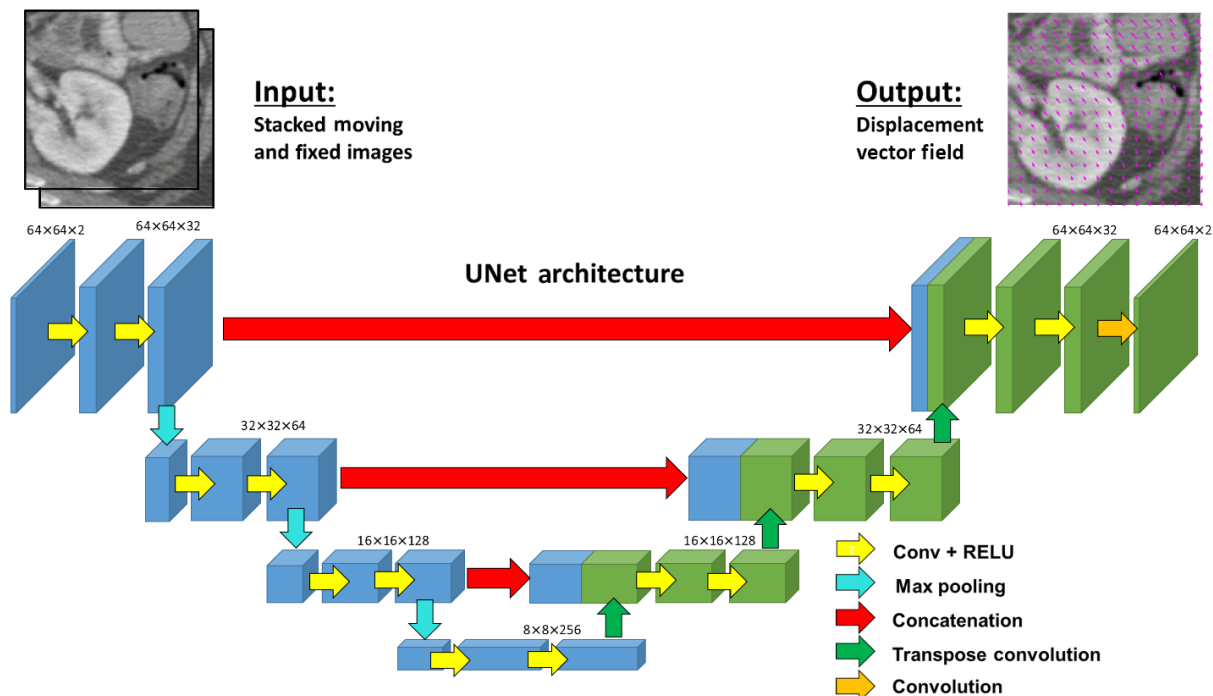 Input:
Stacked moving
and fixed images
Output:
Displacement
vector field
64×64×2
64×64×32
UNet architecture
64×64×32
64×64×2
32×32×64
32×32×64
16×16×128
16×16×128
8×8×256
Conv + RELU
Max pooling
Concatenation
Transpose convolution
Convolution